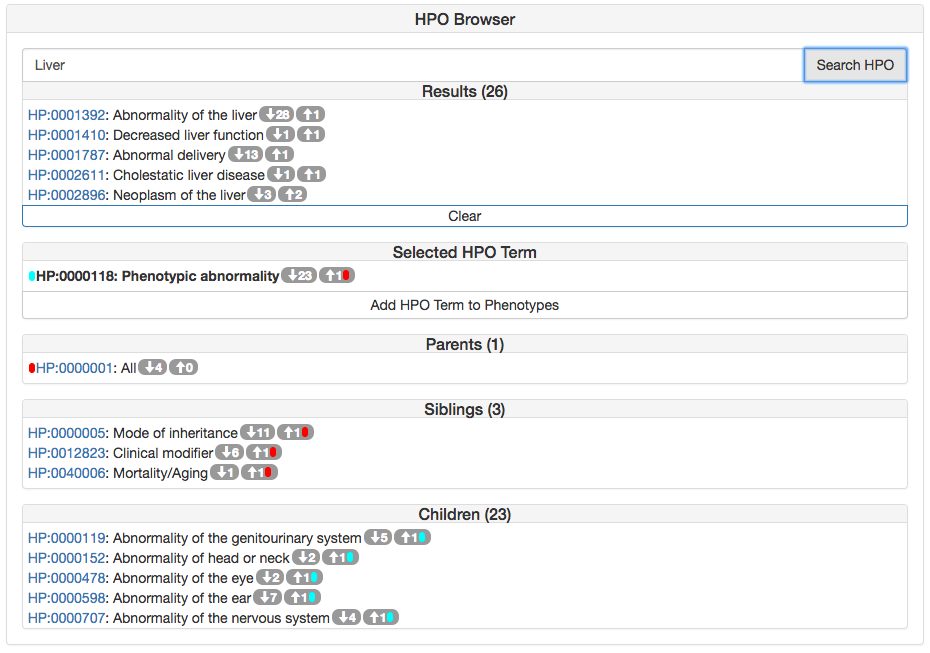 HPO Browser
Liver
Search HPO
Results (26)
HP:0001392: Abnormality of the liver ↓28 ↑1
HP:0001410: Decreased liver function ↓1 ↑1
HP:0001787: Abnormal delivery ↓13 ↑1
HP:0002611: Cholestatic liver disease ↓1 ↑1
HP:0002896: Neoplasm of the liver ↓3 ↑2
Clear
Selected HPO Term
HP:0000118: Phenotypic abnormality ↓23 ↑1
Add HPO Term to Phenotypes
Parents (1)
HP:0000001: All ↓4 ↑0
Siblings (3)
HP:0000005: Mode of inheritance ↓11 ↑1
HP:0012823: Clinical modifier ↓6 ↑1
HP:0040006: Mortality/Aging ↓1 ↑1
Children (23)
HP:0000119: Abnormality of the genitourinary system ↓5 ↑1
HP:0000152: Abnormality of head or neck ↓2 ↑1
HP:0000478: Abnormality of the eye ↓2 ↑1
HP:0000598: Abnormality of the ear ↓7 ↑1
HP:0000707: Abnormality of the nervous system ↓4 ↑1